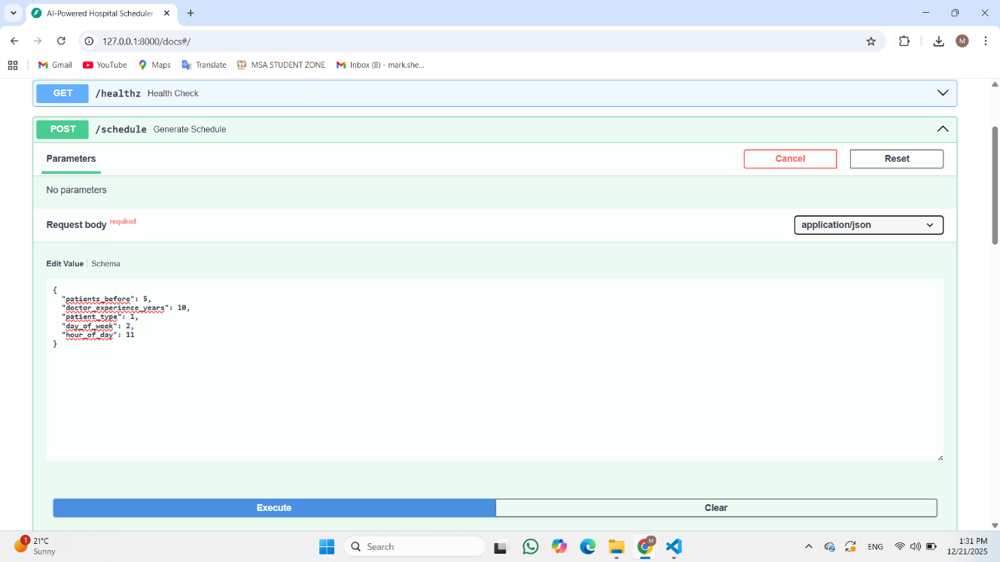 AI-Powered Hospital Scheduler
127.0.0.1:8000/docs#/
M
Gmail
YouTube
Maps
Translate
MSA STUDENT ZONE
Inbox (8) - mark.she...
GET /healthz Health Check
POST /schedule Generate Schedule
Parameters
Cancel
Reset
No parameters
Request body required
application/json
Edit Value
Schema
{
"patients_before": 5,
"doctor_experience_years": 10,
"patient_type": 1,
"day_of_week": 2,
"hour_of_day": 11
}
Execute
Clear
1
21°C
Sunny
Search
M
ENG
1:31 PM
12/21/2025